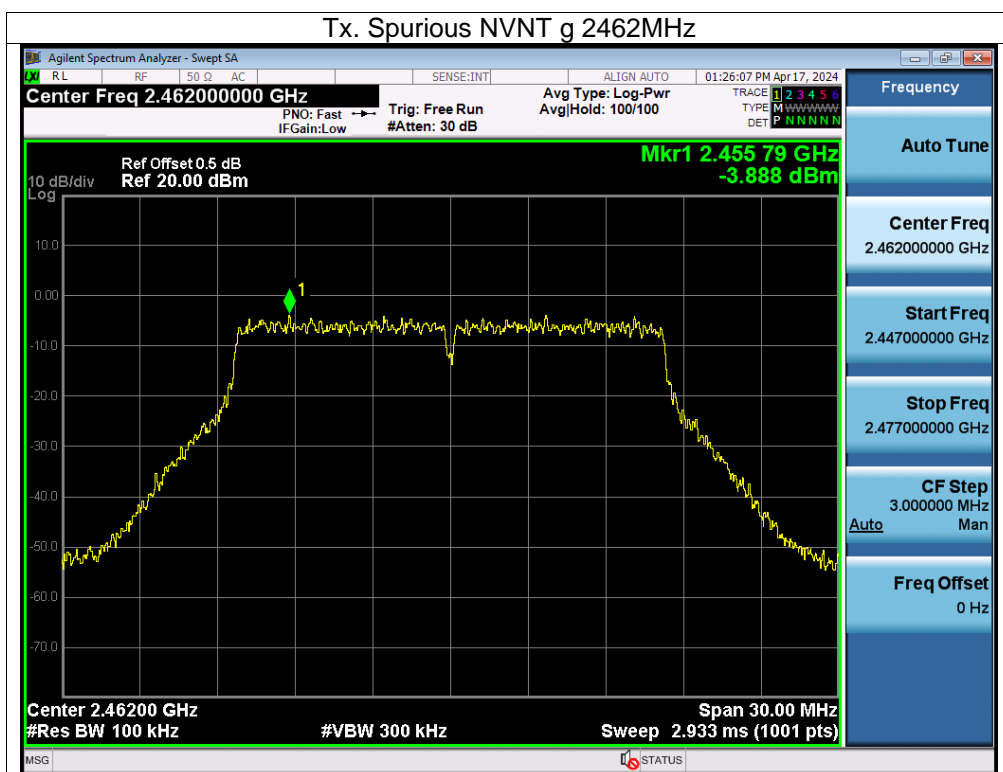 Tx. Spurious NVNT g 2462MHz
Agilent Spectrum Analyzer - Swept SA
LXI RL RF 50 Ω AC SENSE:INT ALIGN AUTO 01:26:07 PM Apr 17, 2024
Center Freq 2.462000000 GHz
PNO: Fast
IFGain:Low
Trig: Free Run
#Atten: 30 dB
Avg Type: Log-Pwr
Avg|Hold: 100/100
TRACE 1 2 3 4 5 6
TYPE M WWWWW
DET P N N N N N
Mkr1 2.455 79 GHz
-3.888 dBm
Ref Offset 0.5 dB
10 dB/div Ref 20.00 dBm
Log
10.0
0.00
-10.0
-20.0
-30.0
-40.0
-50.0
-60.0
-70.0
1
Center 2.46200 GHz Span 30.00 MHz
#Res BW 100 kHz #VBW 300 kHz Sweep 2.933 ms (1001 pts)
MSG STATUS
Frequency
Auto Tune
Center Freq
2.462000000 GHz
Start Freq
2.447000000 GHz
Stop Freq
2.477000000 GHz
CF Step
3.000000 MHz
Auto Man
Freq Offset
0 Hz